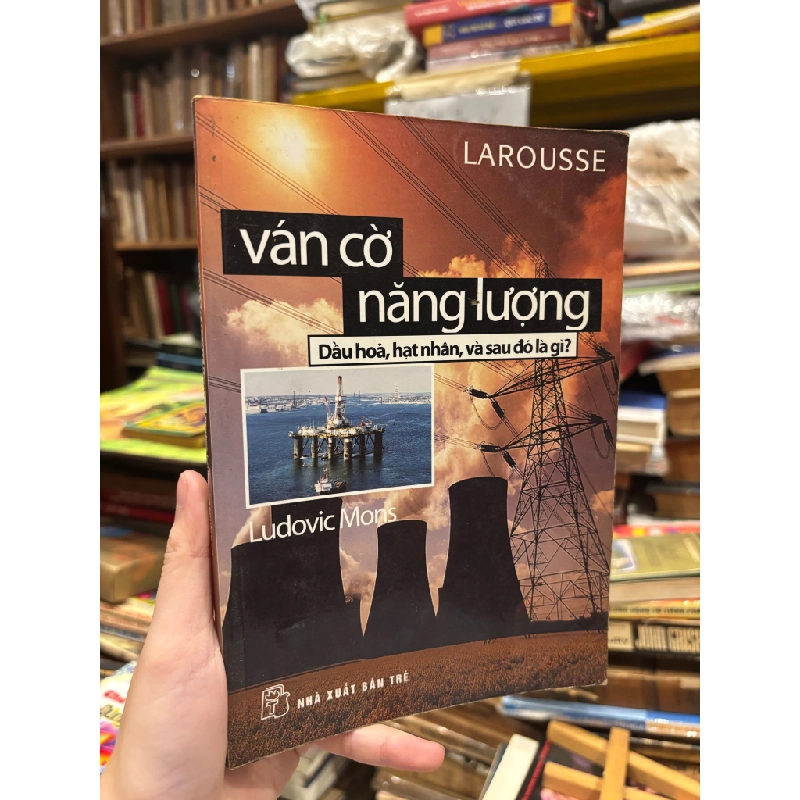 LAROUSSE
ván cờ
năng lượng
Dầu hoả, hạt nhân, và sau đó là gì?
Ludovic Mons
NHÀ XUẤT BẢN TRẺ